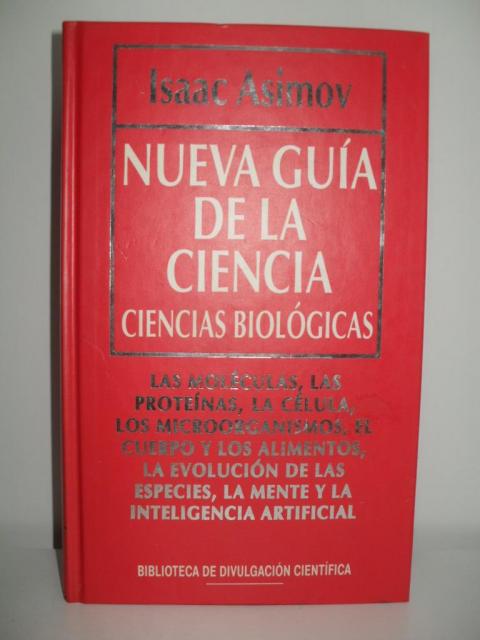 Isaac Asimov
NUEVA GUÍA
DE LA
CIENCIA
CIENCIAS BIOLÓGICAS
LAS MOLÉCULAS, LAS
PROTEÍNAS, LA CÉLULA,
LOS MICROORGANISMOS, EL
CUERPO Y LOS ALIMENTOS,
LA EVOLUCIÓN DE LAS
ESPECIES, LA MENTE Y LA
INTELIGENCIA ARTIFICIAL
BIBLIOTECA DE DIVULGACIÓN CIENTÍFICA